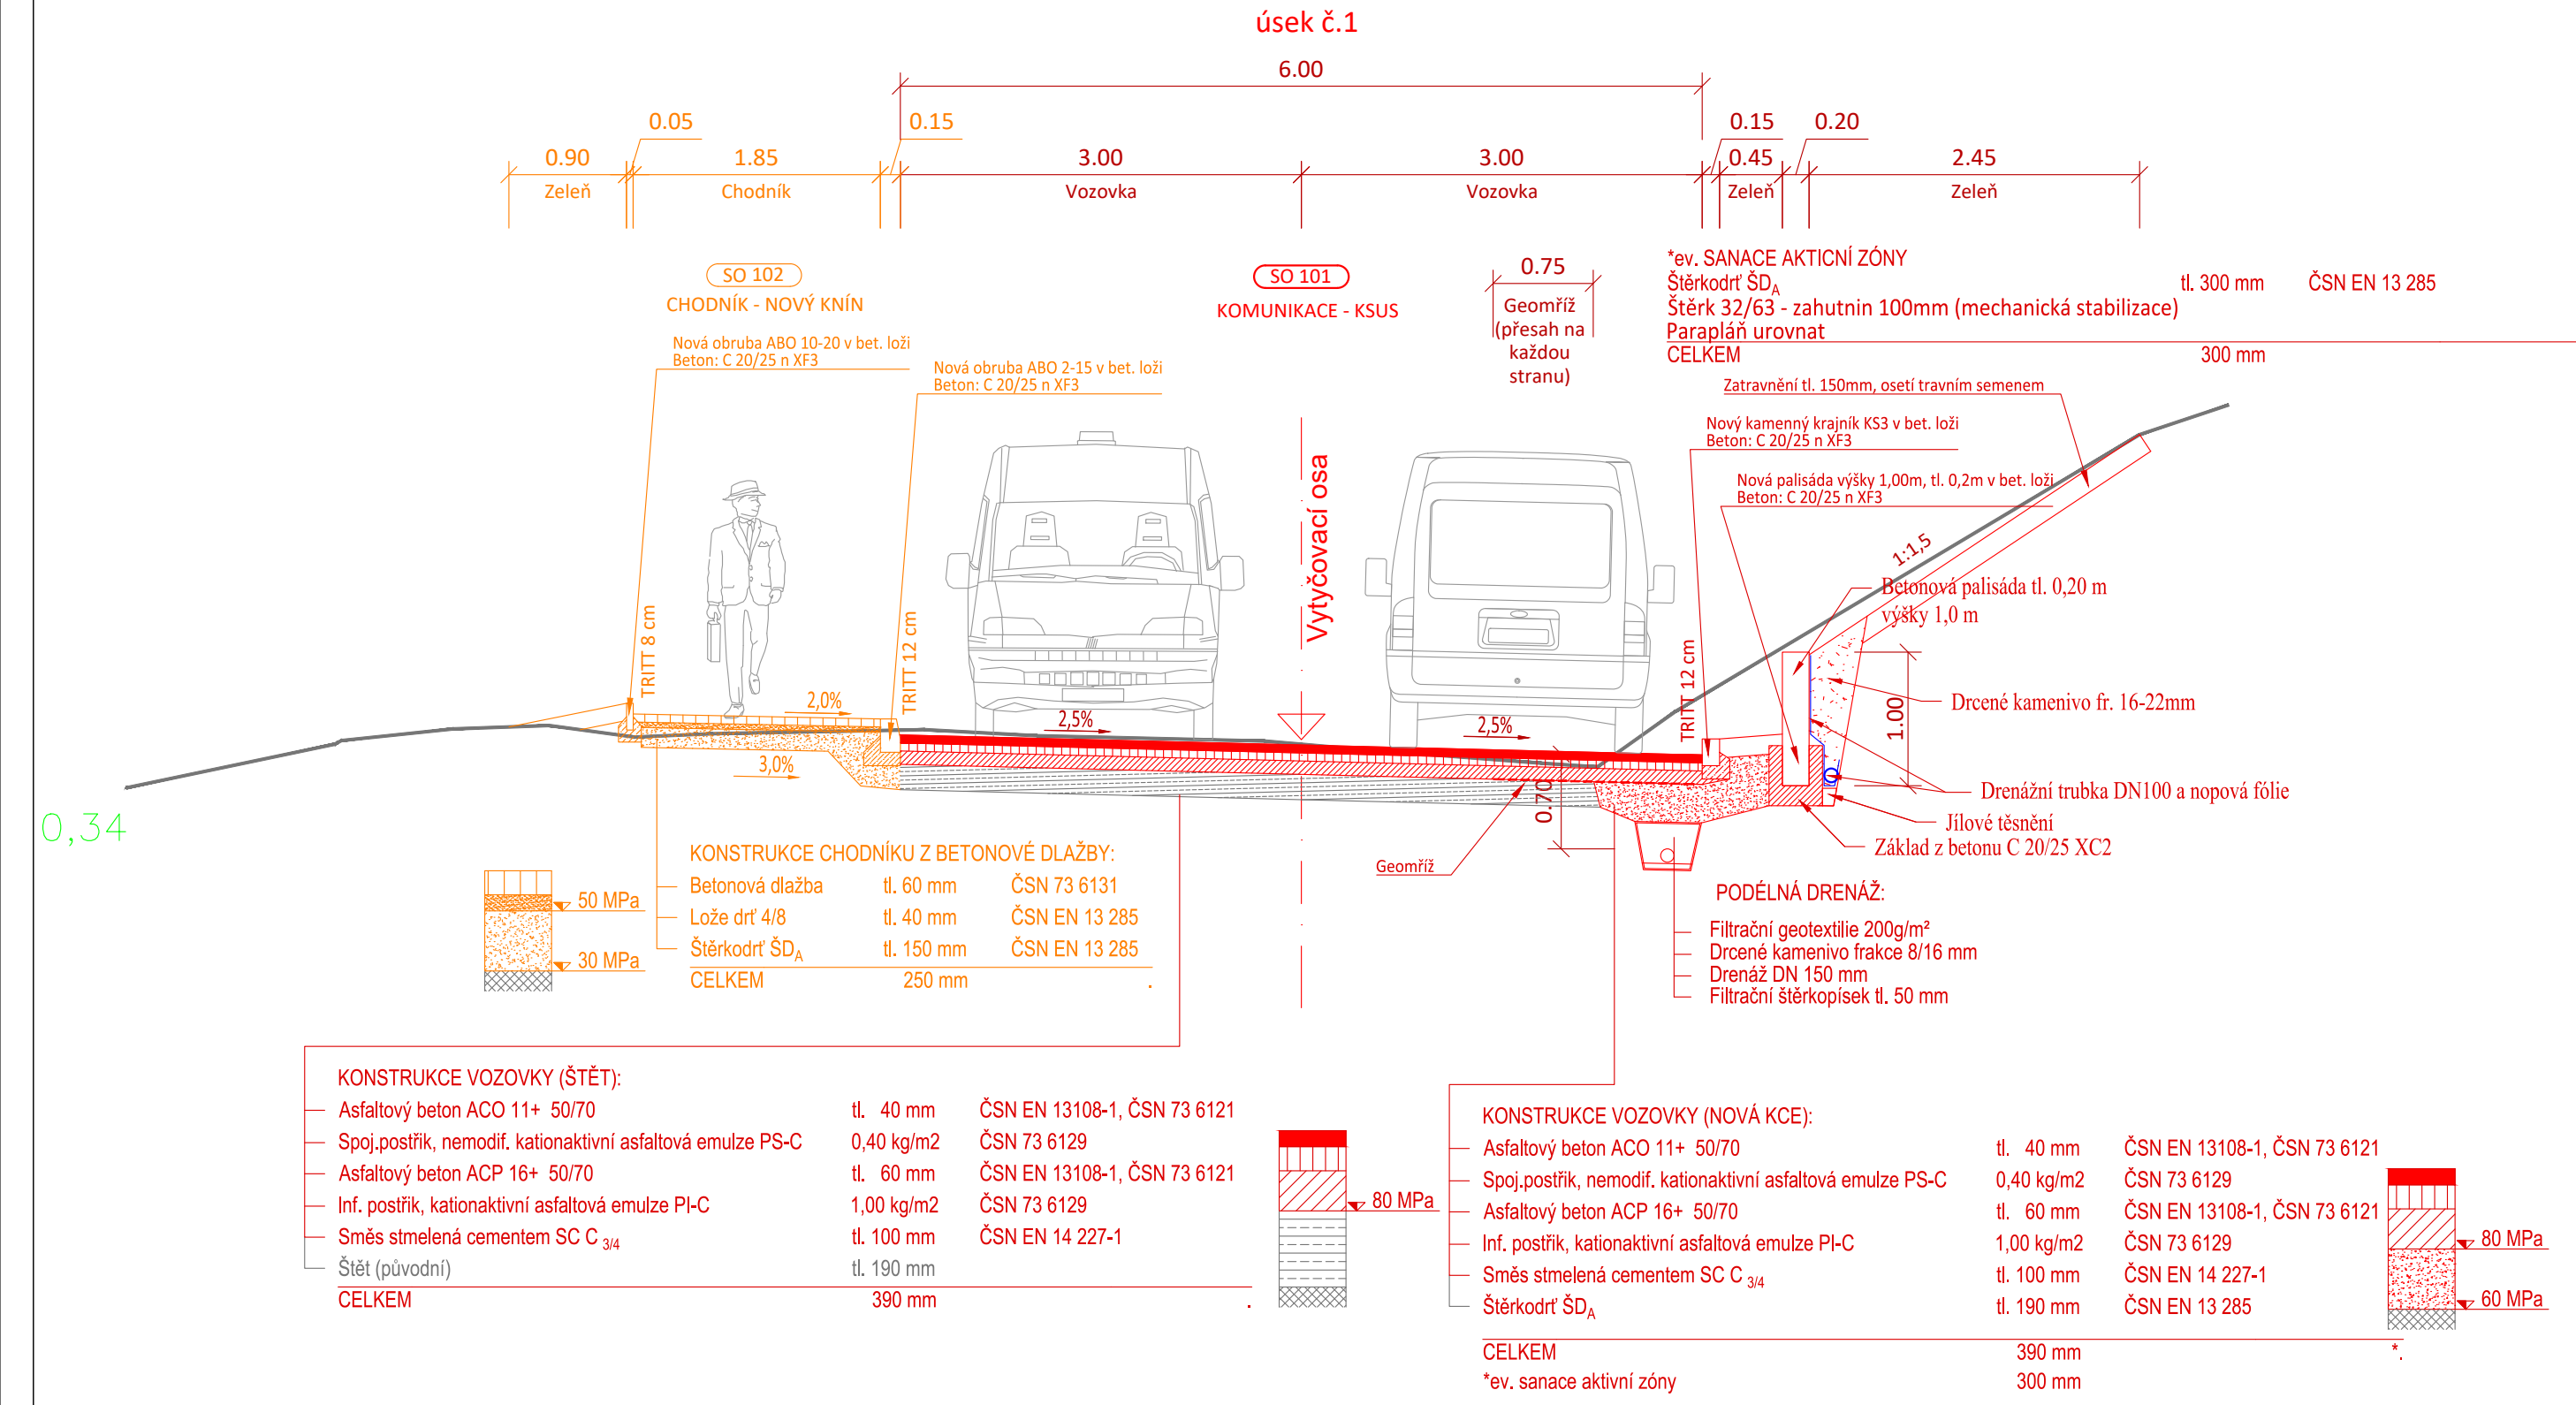 úsek č.1
6.00
0.05
0.15
0.15
0.20
0.90
1.85
3.00
3.00
0.45
2.45
Zeleň
Chodník
Vozovka
Vozovka
Zeleň
Zeleň
SO 102
CHODNÍK - NOVÝ KNÍN
SO 101
KOMUNIKACE - KSUS
0.75
Geomříž
(přesah na
každou
stranu)
*ev. SANACE AKTICNÍ ZÓNY
Štěrkodrť ŠDA tl. 300 mm ČSN EN 13 285
Štěrk 32/63 - zahutnin 100mm (mechanická stabilizace)
Parapláň urovnat
CELKEM 300 mm
Nová obruba ABO 10-20 v bet. loži
Beton: C 20/25 n XF3
Nová obruba ABO 2-15 v bet. loži
Beton: C 20/25 n XF3
Zatravnění tl. 150mm, osetí travním semenem
Nový kamenný krajník KS3 v bet. loži
Beton: C 20/25 n XF3
Nová palisáda výšky 1,00m, tl. 0,2m v bet. loži
Beton: C 20/25 n XF3
Vytyčovací osa
1:1,5
Betonová palisáda tl. 0,20 m
výšky 1,0 m
TRITT 8 cm
TRITT 12 cm
TRITT 12 cm
2,0%
2,5%
2,5%
3,0%
1.00
0.70
Drcené kamenivo fr. 16-22mm
Drenážní trubka DN100 a nopová fólie
Jílové těsnění
Základ z betonu C 20/25 XC2
Geomříž
0,34
KONSTRUKCE CHODNÍKU Z BETONOVÉ DLAŽBY:
Betonová dlažba tl. 60 mm ČSN 73 6131
Lože drť 4/8 tl. 40 mm ČSN EN 13 285
Štěrkodrť ŠDA tl. 150 mm ČSN EN 13 285
CELKEM 250 mm .
50 MPa
30 MPa
PODÉLNÁ DRENÁŽ:
Filtrační geotextilie 200g/m²
Drcené kamenivo frakce 8/16 mm
Drenáž DN 150 mm
Filtrační štěrkopísek tl. 50 mm
KONSTRUKCE VOZOVKY (ŠTĚT):
Asfaltový beton ACO 11+ 50/70 tl. 40 mm ČSN EN 13108-1, ČSN 73 6121
Spoj.postřik, nemodif. kationaktivní asfaltová emulze PS-C 0,40 kg/m2 ČSN 73 6129
Asfaltový beton ACP 16+ 50/70 tl. 60 mm ČSN EN 13108-1, ČSN 73 6121
Inf. postřik, kationaktivní asfaltová emulze PI-C 1,00 kg/m2 ČSN 73 6129
Směs stmelená cementem SC C 3/4 tl. 100 mm ČSN EN 14 227-1
Štět (původní) tl. 190 mm
CELKEM 390 mm .
80 MPa
KONSTRUKCE VOZOVKY (NOVÁ KCE):
Asfaltový beton ACO 11+ 50/70 tl. 40 mm ČSN EN 13108-1, ČSN 73 6121
Spoj.postřik, nemodif. kationaktivní asfaltová emulze PS-C 0,40 kg/m2 ČSN 73 6129
Asfaltový beton ACP 16+ 50/70 tl. 60 mm ČSN EN 13108-1, ČSN 73 6121
Inf. postřik, kationaktivní asfaltová emulze PI-C 1,00 kg/m2 ČSN 73 6129
Směs stmelená cementem SC C 3/4 tl. 100 mm ČSN EN 14 227-1
Štěrkodrť ŠDA tl. 190 mm ČSN EN 13 285
CELKEM 390 mm *.
*ev. sanace aktivní zóny 300 mm
80 MPa
60 MPa